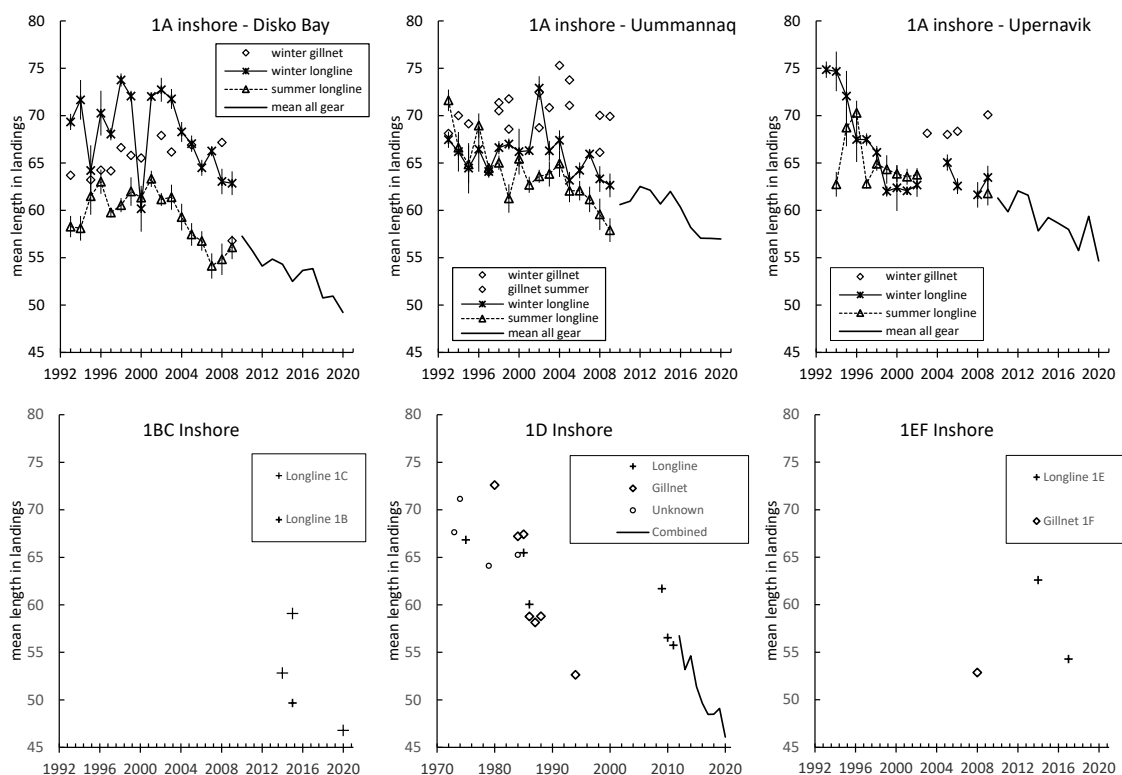 1A inshore - Disko Bay
mean length in landings
80
75
70
65
60
55
50
45
1992 1996 2000 2004 2008 2012 2016 2020
winter gillnet
winter longline
summer longline
mean all gear
1A inshore - Uummannaq
mean length in landings
80
75
70
65
60
55
50
45
1992 1996 2000 2004 2008 2012 2016 2020
winter gillnet
gillnet summer
winter longline
summer longline
mean all gear
1A inshore - Upernavik
mean length in landings
80
75
70
65
60
55
50
45
1992 1996 2000 2004 2008 2012 2016 2020
winter gillnet
winter longline
summer longline
mean all gear
1BC Inshore
mean length in landings
80
75
70
65
60
55
50
45
1992 1996 2000 2004 2008 2012 2016 2020
Longline 1C
Longline 1B
1D Inshore
mean length in landings
80
75
70
65
60
55
50
45
1970 1980 1990 2000 2010 2020
Longline
Gillnet
Unknown
Combined
1EF Inshore
mean length in landings
80
75
70
65
60
55
50
45
1992 1996 2000 2004 2008 2012 2016 2020
Longline 1E
Gillnet 1F